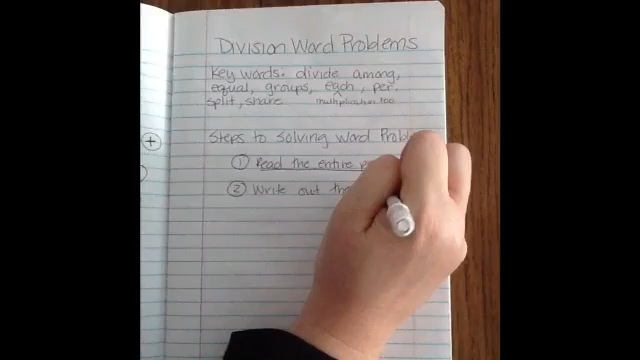 Division Word Problems
Key words: divide among,
equal, groups, each, per,
split, share multiplication too
Steps to Solving Word Proble
+
① Read the entire p
② Write out the